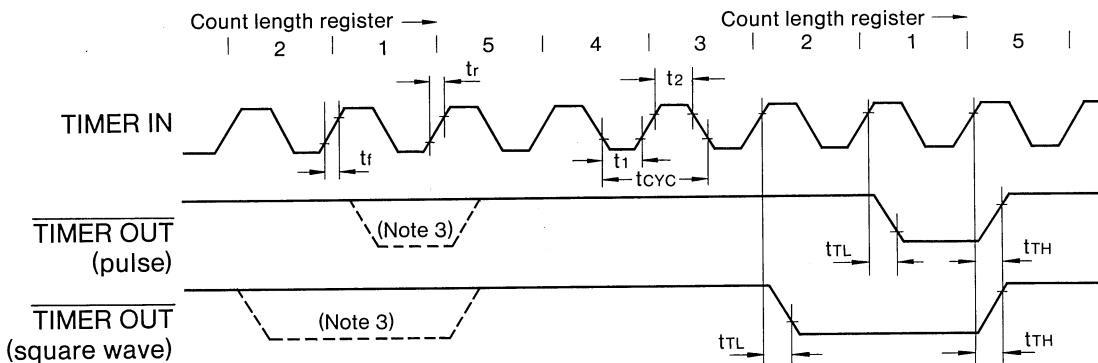 Count length register Count length register
2 1 5 4 3 2 1 5
tr t2
TIMER IN
tf t1
tCYC
TIMER OUT (Note 3)
(pulse) tTL tTH
TIMER OUT (Note 3)
(square wave) tTL tTH